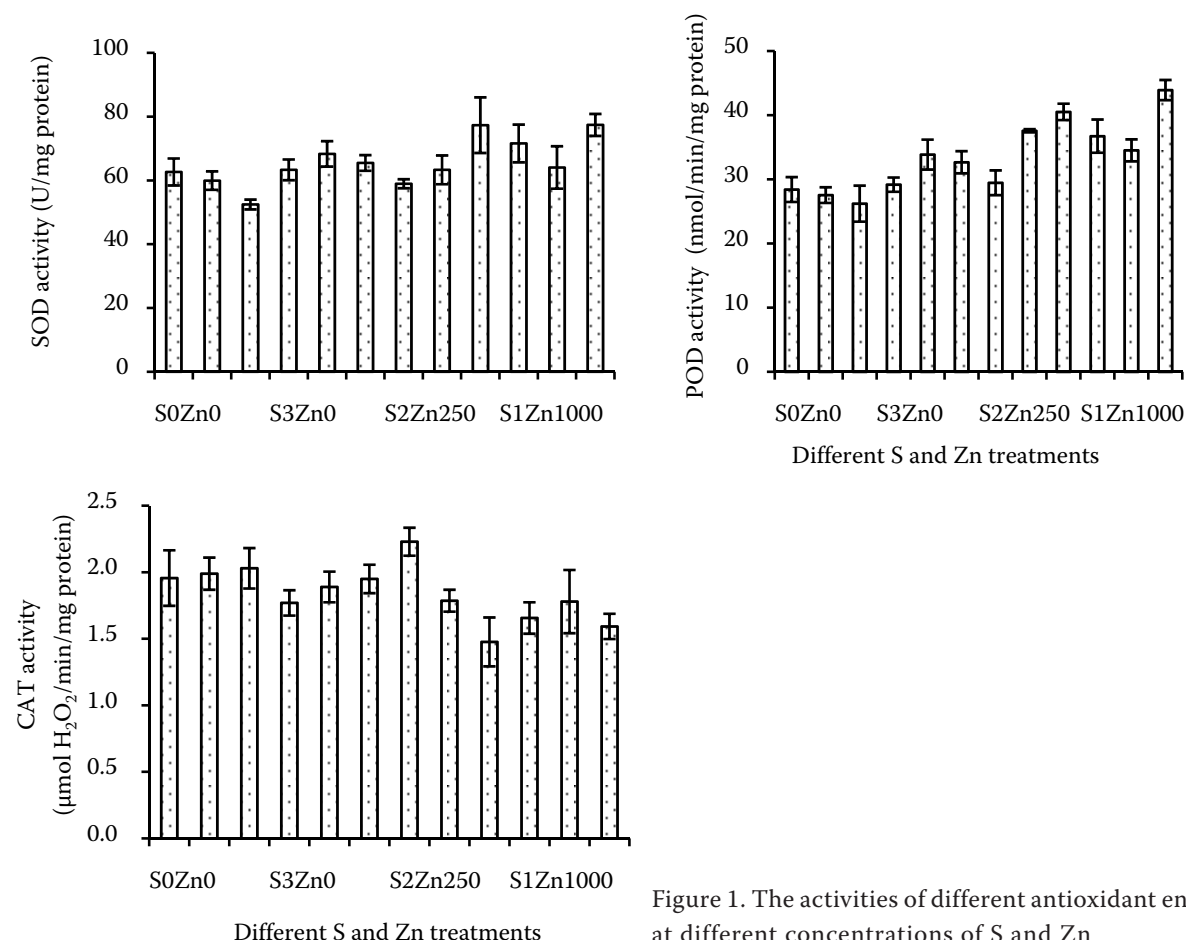 SOD activity (U/mg protein)
100
80
60
40
20
0
S0Zn0 S3Zn0 S2Zn250 S1Zn1000
POD activity (nmol/min/mg protein)
50
40
30
20
10
0
S0Zn0 S3Zn0 S2Zn250 S1Zn1000
Different S and Zn treatments
CAT activity
(μmol H₂O₂/min/mg protein)
2.5
2.0
1.5
1.0
0.5
0.0
S0Zn0 S3Zn0 S2Zn250 S1Zn1000
Different S and Zn treatments
Figure 1. The activities of different antioxidant en
at different concentrations of S and Zn